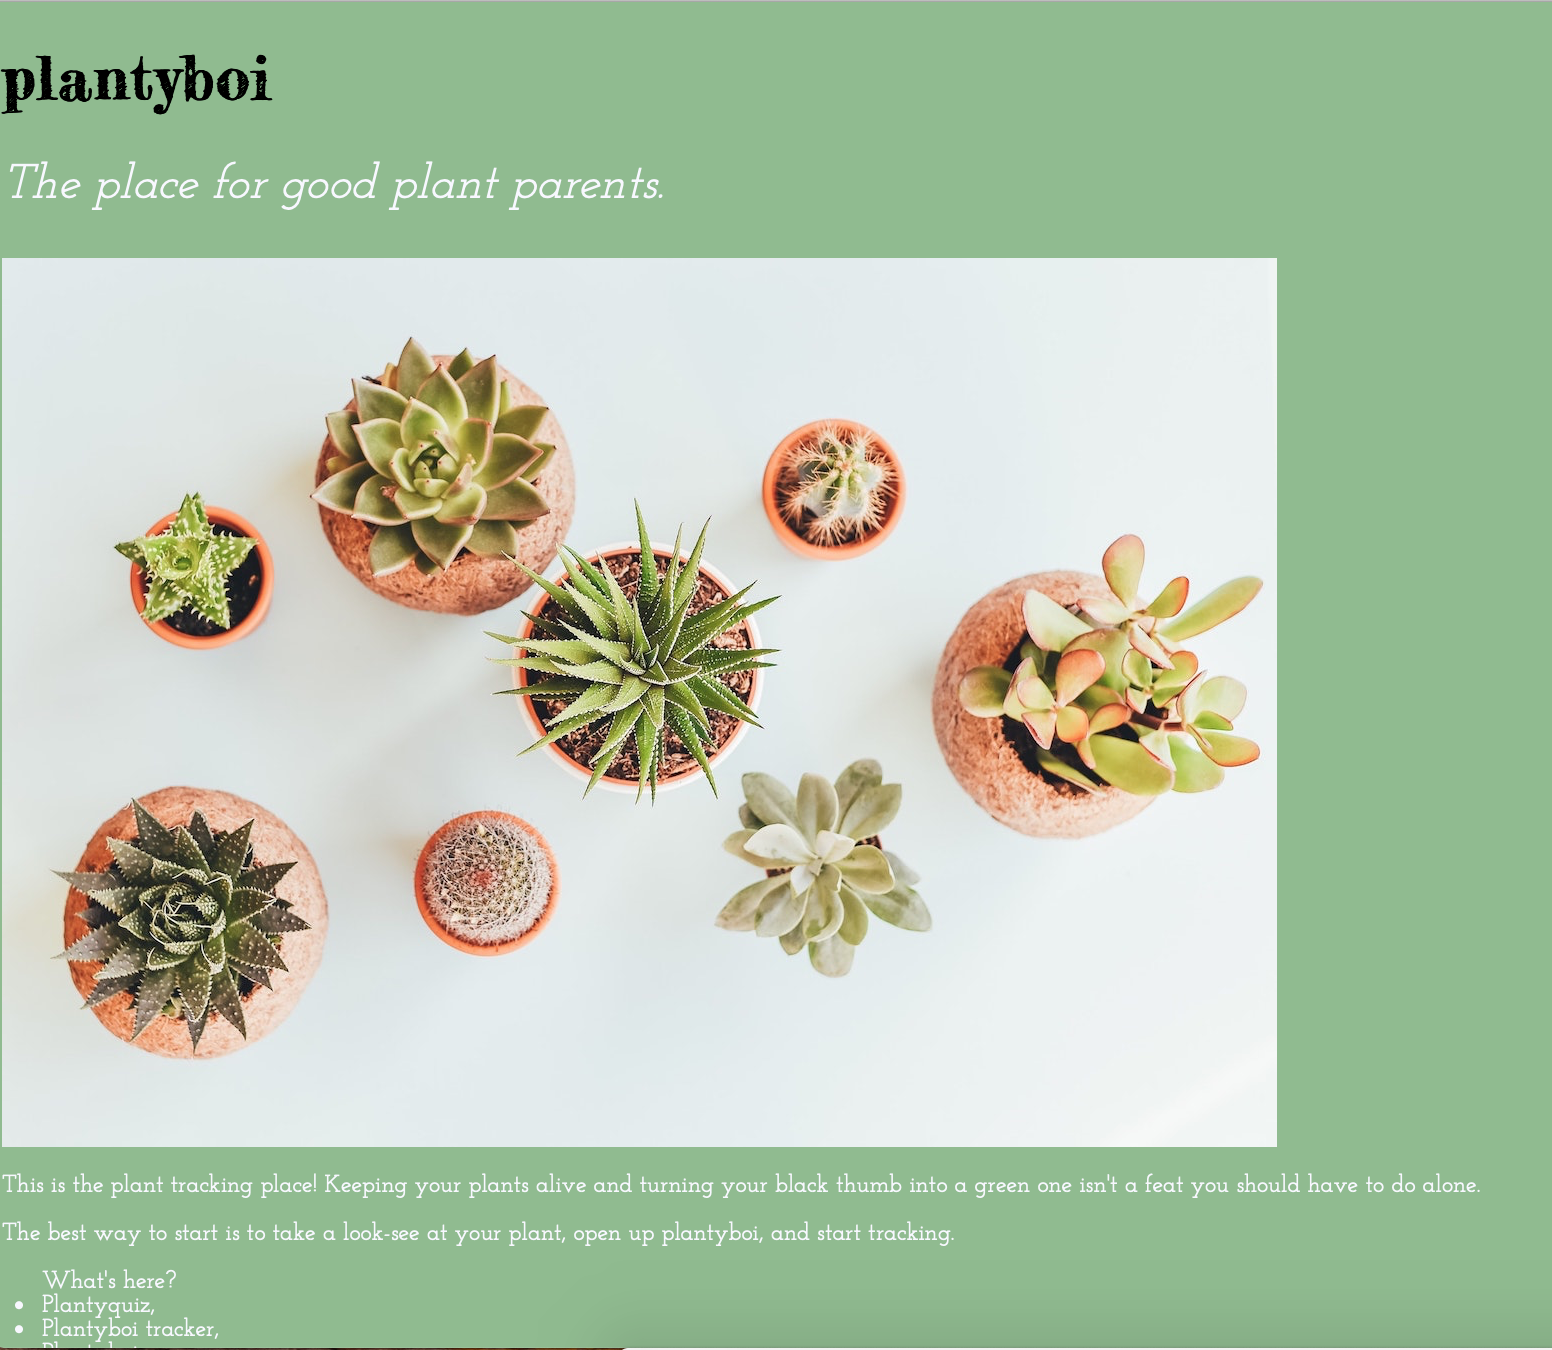 plantyboi
The place for good plant parents.
This is the plant tracking place! Keeping your plants alive and turning your black thumb into a green one isn't a feat you should have to do alone.
The best way to start is to take a look-see at your plant, open up plantyboi, and start tracking.
What's here?
Plantyquiz,
Plantyboi tracker,